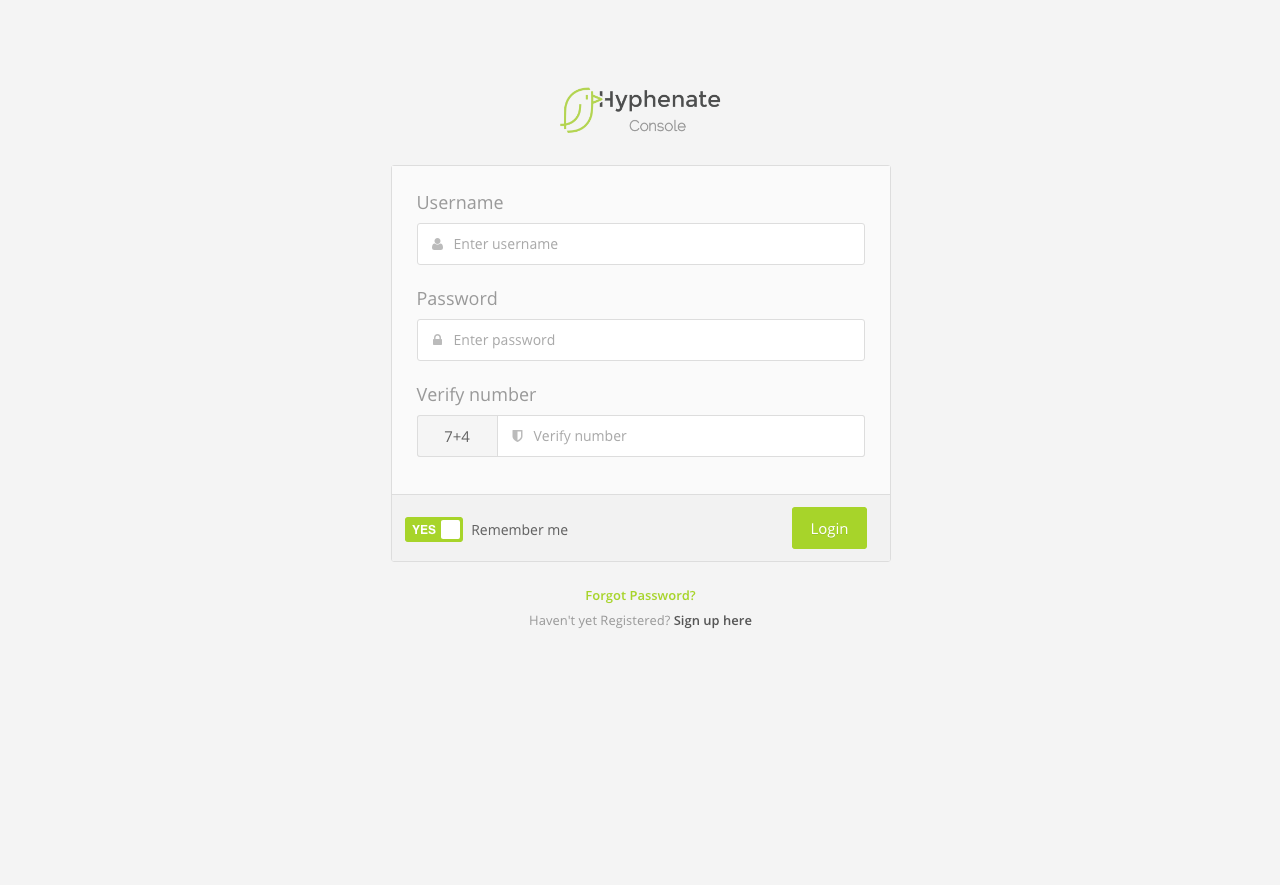 Hyphenate
Console
Username
Enter username
Password
Enter password
Verify number
7+4 Verify number
YES Remember me Login
Forgot Password?
Haven't yet Registered? Sign up here